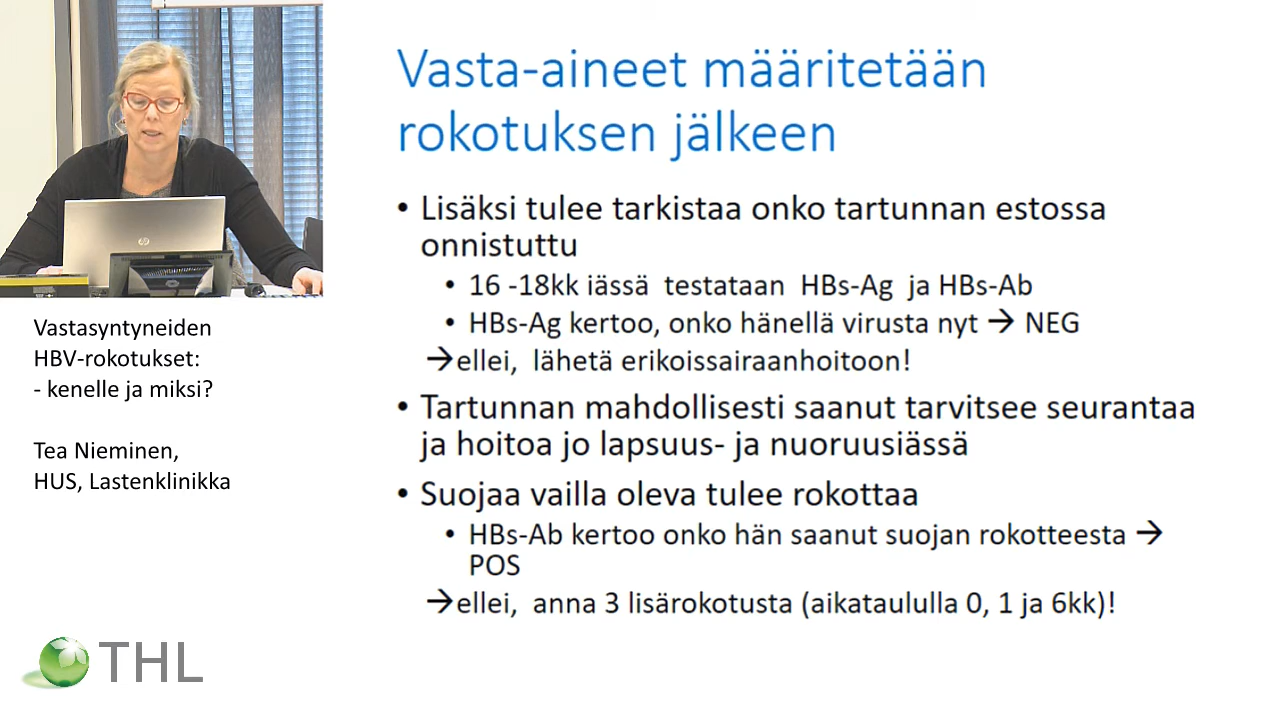 Vasta-aineet määritetään
rokotuksen jälkeen
• Lisäksi tulee tarkistaa onko tartunnan estossa
onnistuttu
• 16 -18kk iässä testataan HBs-Ag ja HBs-Ab
• HBs-Ag kertoo, onko hänellä virusta nyt → NEG
→ellei, lähetä erikoissairaanhoitoon!
• Tartunnan mahdollisesti saanut tarvitsee seurantaa
ja hoitoa jo lapsuus- ja nuoruusiässä
• Suojaa vailla oleva tulee rokottaa
• HBs-Ab kertoo onko hän saanut suojan rokotteesta →
POS
→ellei, anna 3 lisärokotusta (aikataululla 0, 1 ja 6kk)!
hp
Vastasyntyneiden
HBV-rokotukset:
- kenelle ja miksi?
Tea Nieminen,
HUS, Lastenklinikka
THL